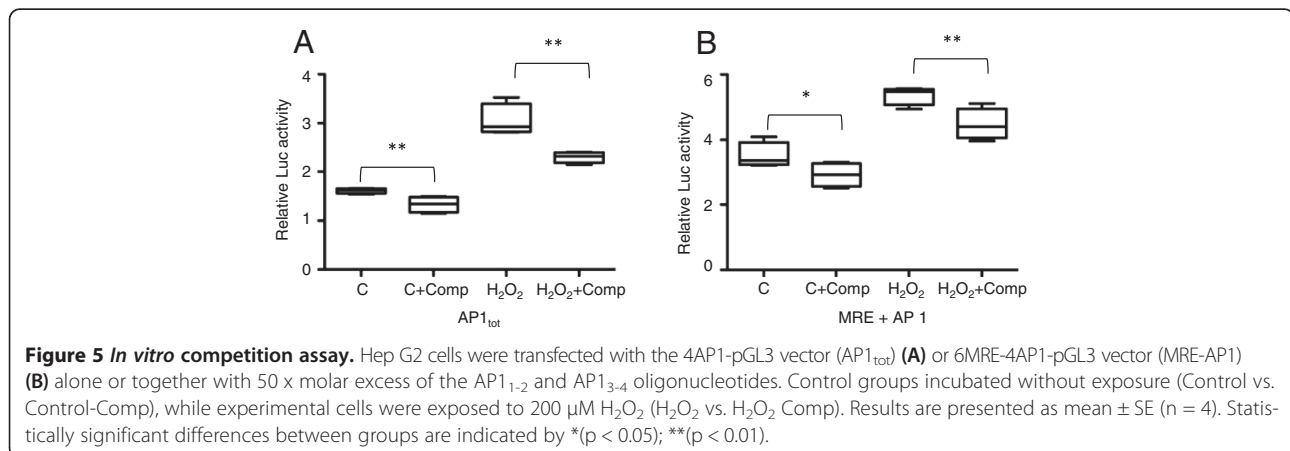 A
B
**
**
*
**
Relative Luc activity
4
3
2
1
0
C
C+Comp
H₂O₂
H₂O₂+Comp
AP1tot
Relative Luc activity
6
4
2
0
C
C+Comp
H₂O₂
H₂O₂+Comp
MRE + AP 1
Figure 5 In vitro competition assay. Hep G2 cells were transfected with the 4AP1-pGL3 vector (AP1tot) (A) or 6MRE-4AP1-pGL3 vector (MRE-AP1)
(B) alone or together with 50 x molar excess of the AP1₁₋₂ and AP1₃₋₄ oligonucleotides. Control groups incubated without exposure (Control vs.
Control-Comp), while experimental cells were exposed to 200 μM H₂O₂ (H₂O₂ vs. H₂O₂ Comp). Results are presented as mean ± SE (n = 4). Statis-
tically significant differences between groups are indicated by *(p < 0.05); **(p < 0.01).